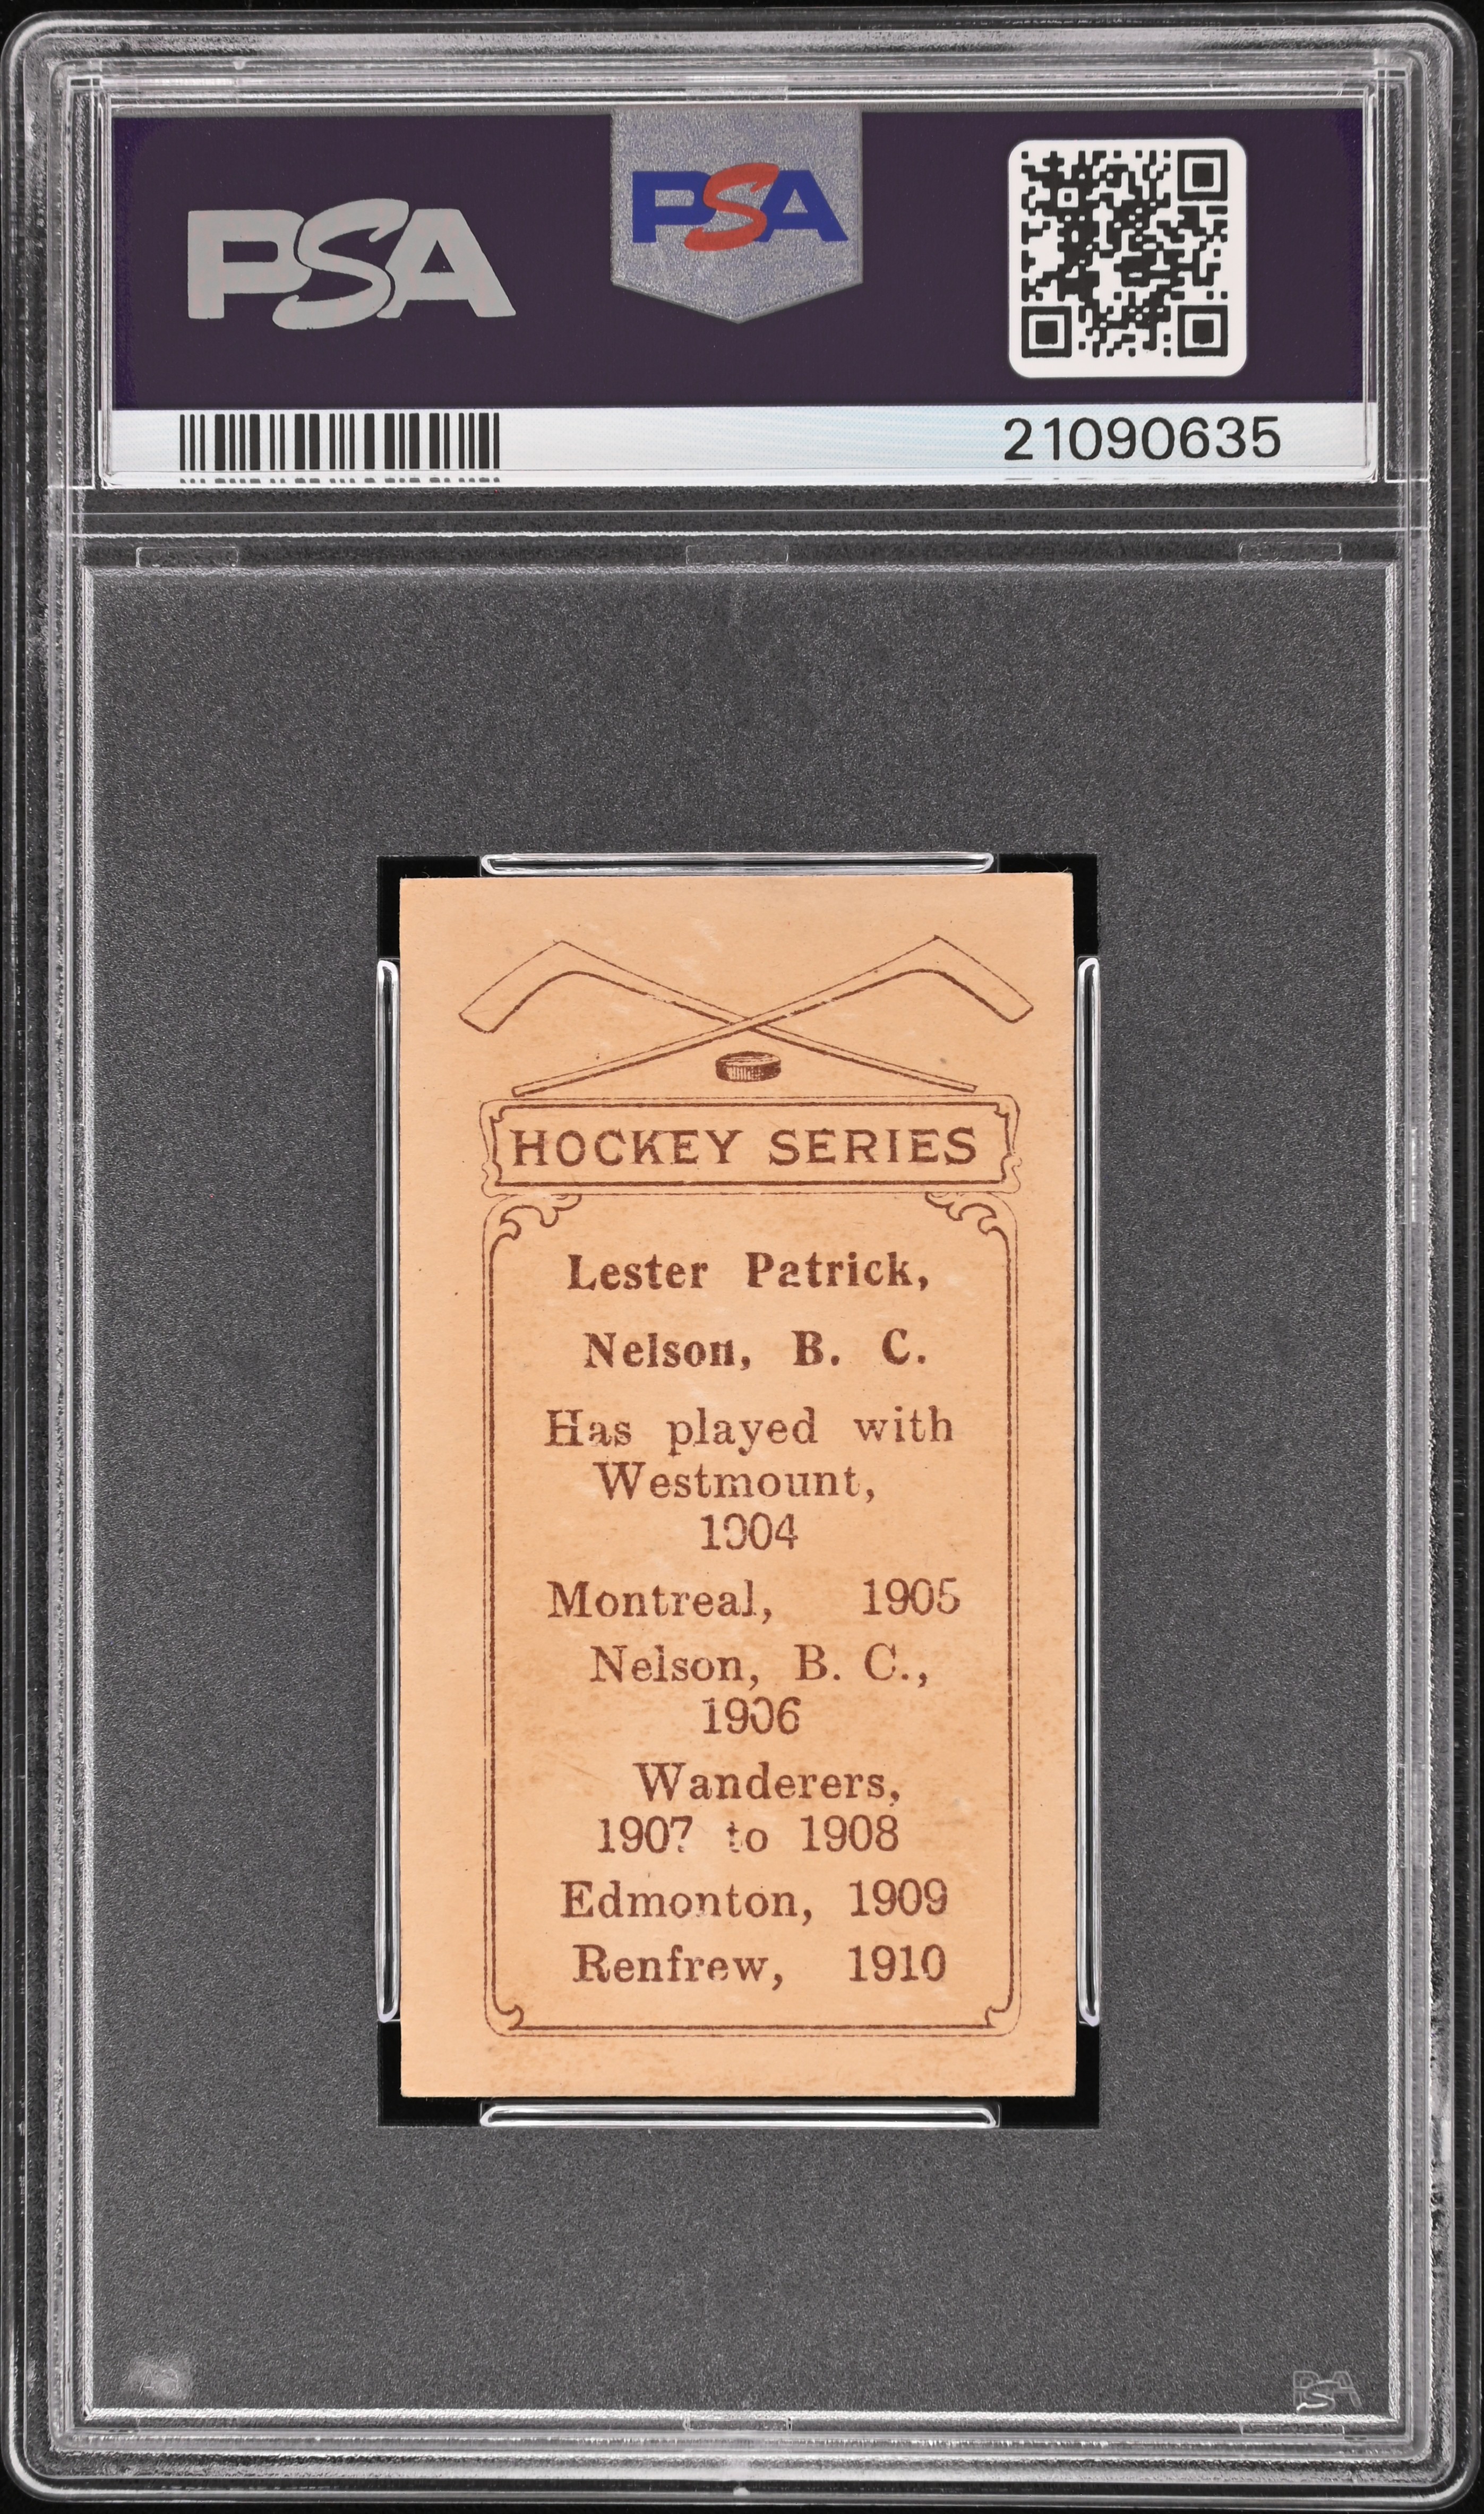 PSA
PSA
21090635
HOCKEY SERIES
Lester Patrick,
Nelson, B. C.
Has played with
Westmount,
1904
Montreal, 1905
Nelson, B. C.,
1906
Wanderers,
1907 to 1908
Edmonton, 1909
Renfrew, 1910
PSA